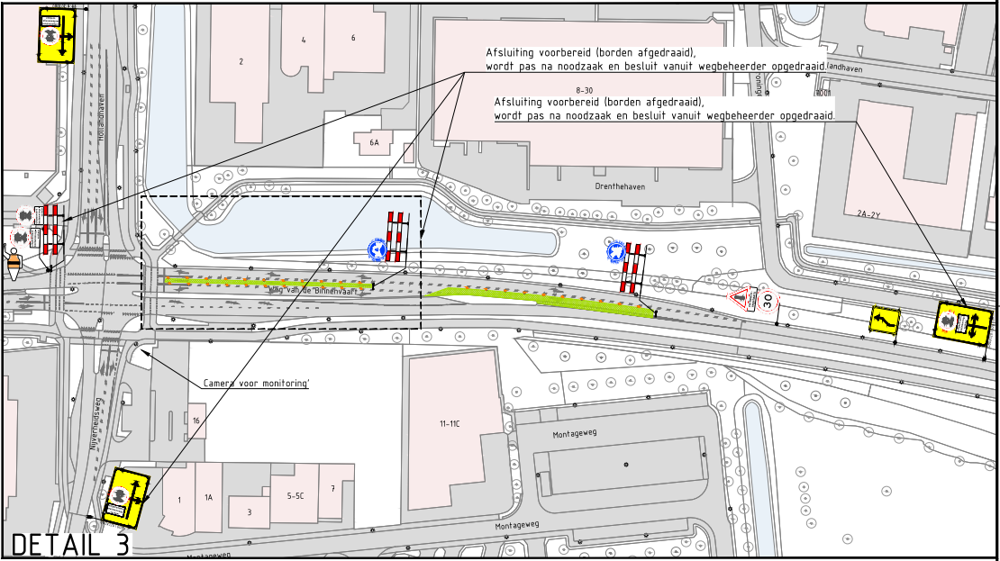 Hollandhaven
2
4
6
6A
Afsluiting voorbereid (borden afgedraaid),
wordt pas na noodzaak en besluit vanuit wegbeheerder opgedraaid.
8-30
Afsluiting voorbereid (borden afgedraaid),
wordt pas na noodzaak en besluit vanuit wegbeheerder opgedraaid.
landhaven
Drenthehaven
2A-2Y
van de Binnenvaart
30
Camera voor monitoring'
Nijverheidsweg
16
11-11C
Montageweg
1
1A
3
5-5C
7
Montageweg
Montageweg
DETAIL 3